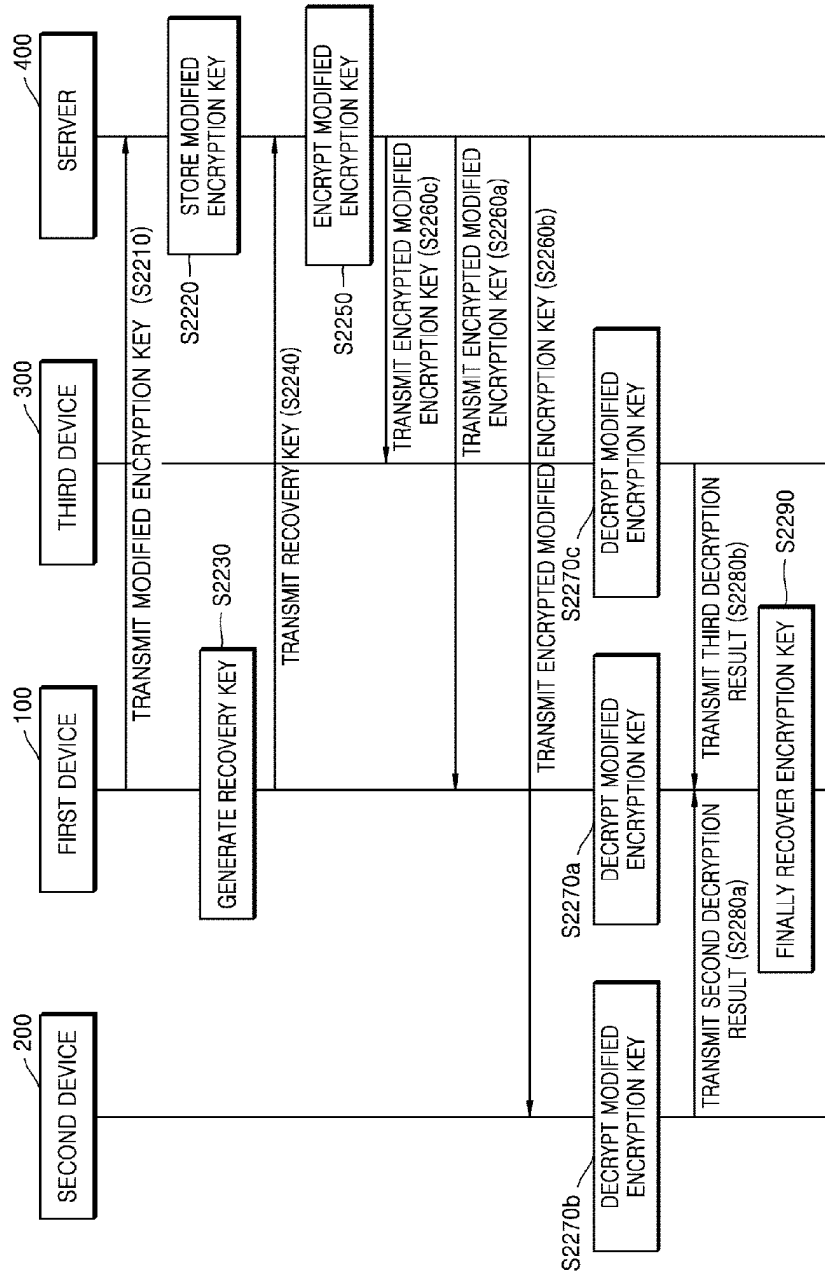 200
100
300
400
SECOND DEVICE
FIRST DEVICE
THIRD DEVICE
SERVER
TRANSMIT MODIFIED ENCRYPTION KEY (S2210)
STORE MODIFIED
ENCRYPTION KEY
S2220
GENERATE RECOVERY KEY
S2230
TRANSMIT RECOVERY KEY (S2240)
ENCRYPT MODIFIED
ENCRYPTION KEY
S2250
TRANSMIT ENCRYPTED MODIFIED
ENCRYPTION KEY (S2260c)
TRANSMIT ENCRYPTED MODIFIED
ENCRYPTION KEY (S2260a)
TRANSMIT ENCRYPTED MODIFIED ENCRYPTION KEY (S2260b)
S2270b
DECRYPT MODIFIED
ENCRYPTION KEY
S2270a
DECRYPT MODIFIED
ENCRYPTION KEY
S2270c
DECRYPT MODIFIED
ENCRYPTION KEY
TRANSMIT SECOND DECRYPTION
RESULT (S2280a)
TRANSMIT THIRD DECRYPTION
RESULT (S2280b)
FINALLY RECOVER ENCRYPTION KEY
S2290